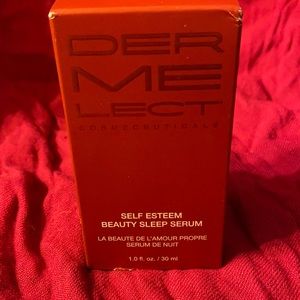 DER
ME
LECT
COSMECEUTICALS
SELF ESTEEM
BEAUTY SLEEP SERUM
LA BEAUTE DE L'AMOUR PROPRE
SERUM DE NUIT
1.0 fl. oz. / 30 ml